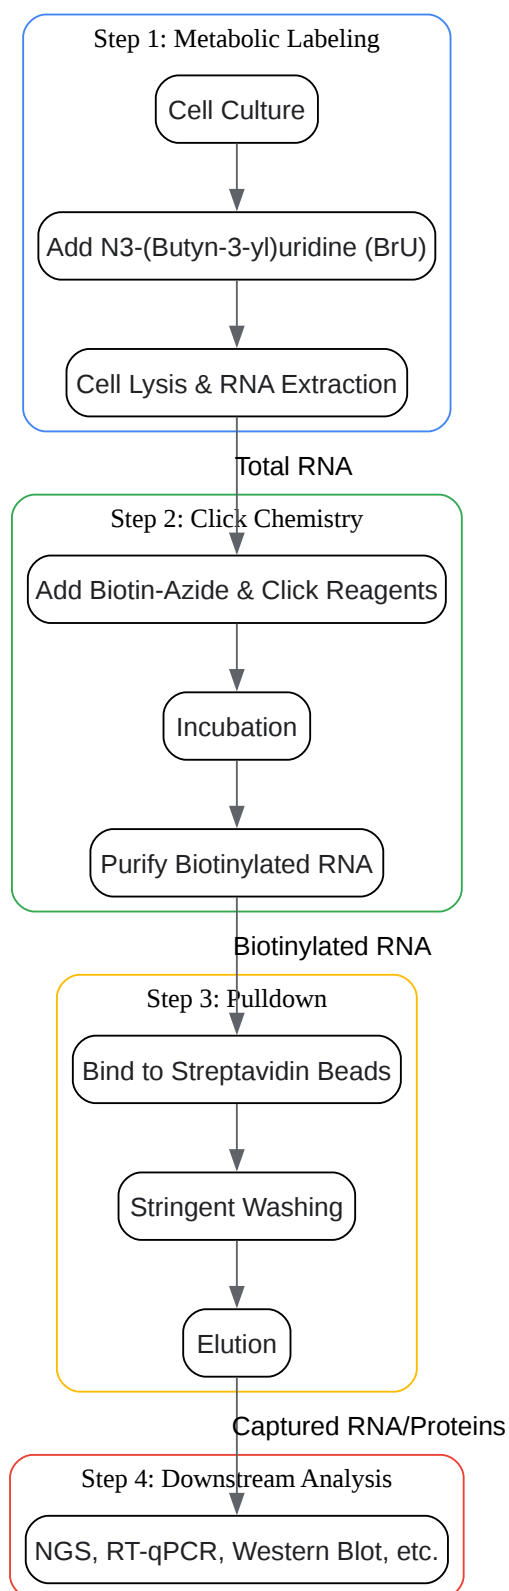 Step 1: Metabolic Labeling
Cell Culture
Add N3-(Butyn-3-yl)uridine (BrU)
Cell Lysis & RNA Extraction
Total RNA
Step 2: Click Chemistry
Add Biotin-Azide & Click Reagents
Incubation
Purify Biotinylated RNA
Biotinylated RNA
Step 3: Pulldown
Bind to Streptavidin Beads
Stringent Washing
Elution
Captured RNA/Proteins
Step 4: Downstream Analysis
NGS, RT-qPCR, Western Blot, etc.